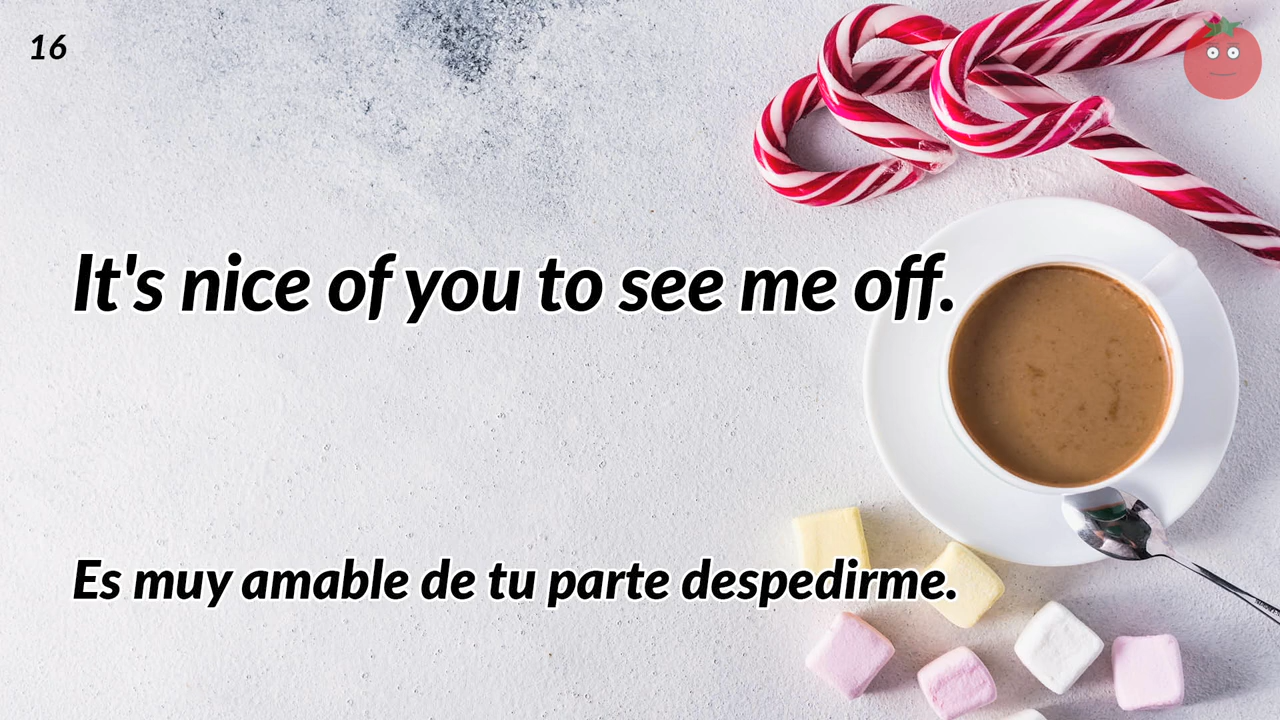 16
It's nice of you to see me off.
Es muy amable de tu parte despedirme.